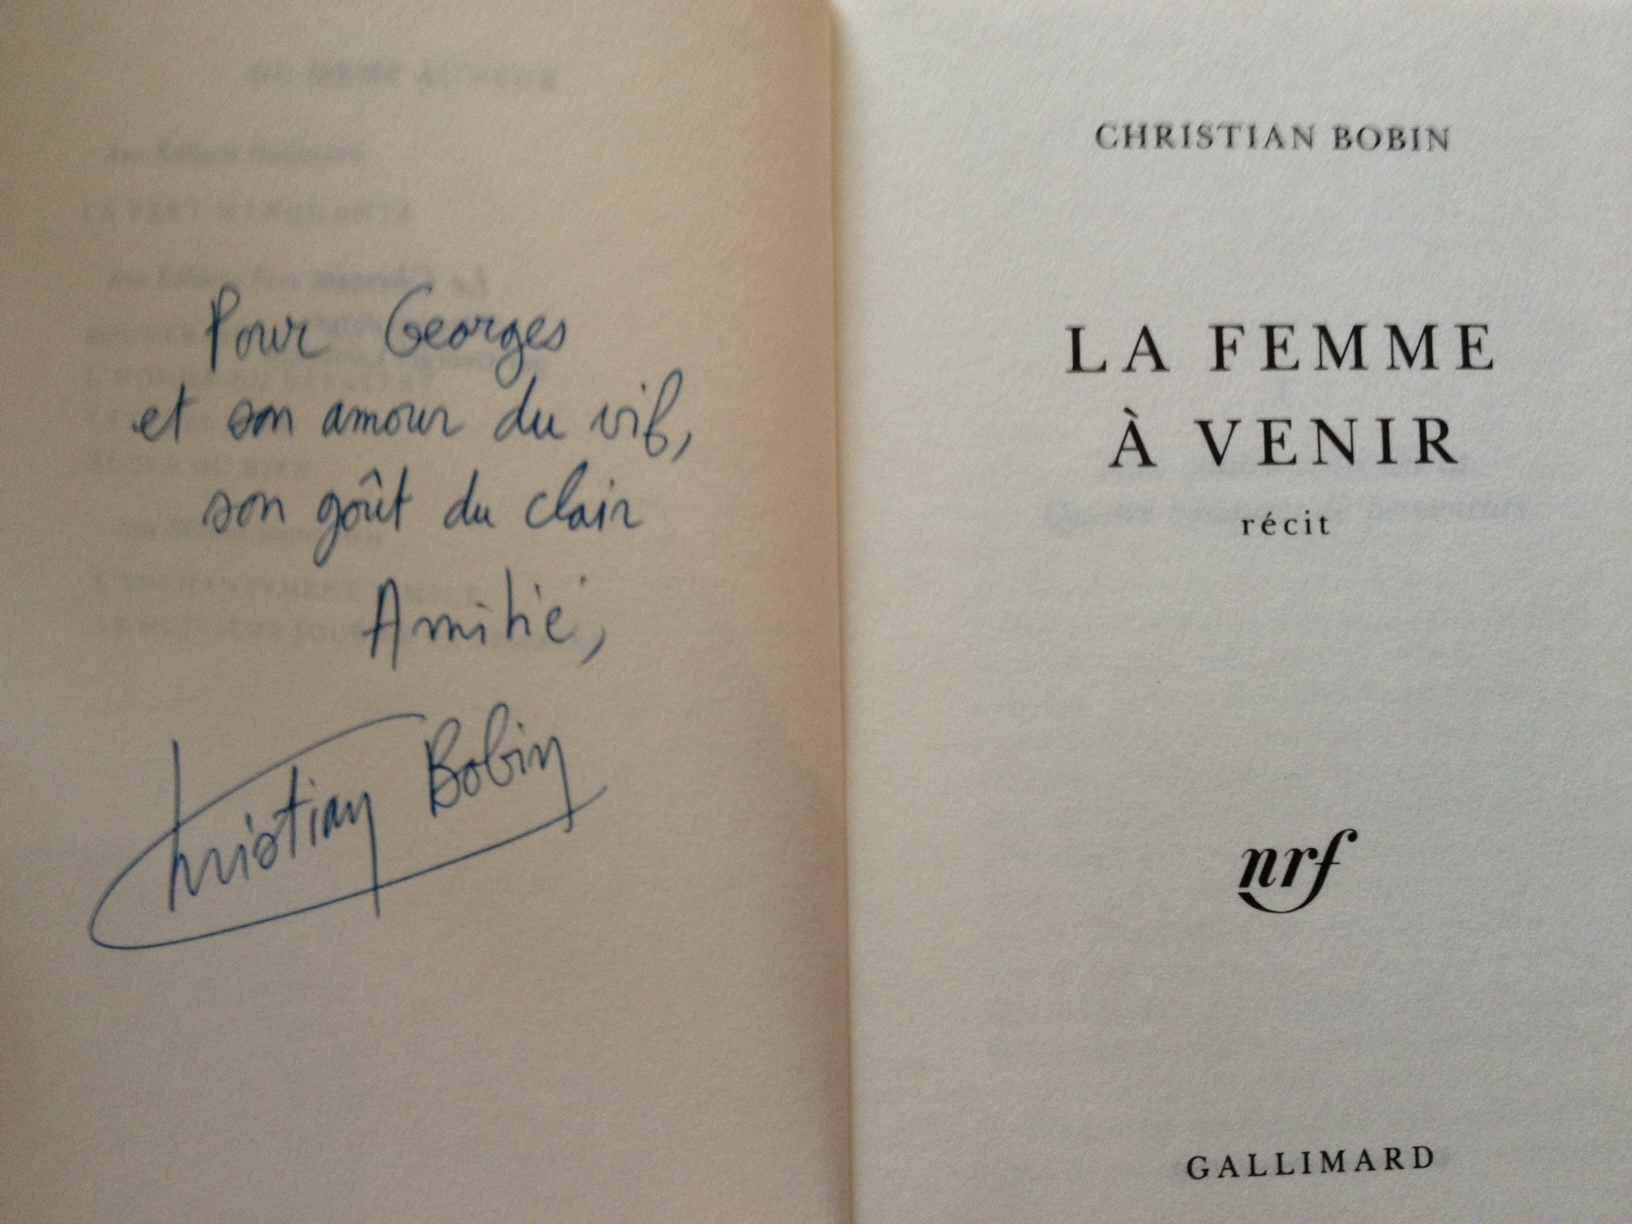 Pour Georges
et son amour du vif,
son goût du clair
Amitié,
Christian Bobin
CHRISTIAN BOBIN
LA FEMME
À VENIR
récit
nrf
GALLIMARD